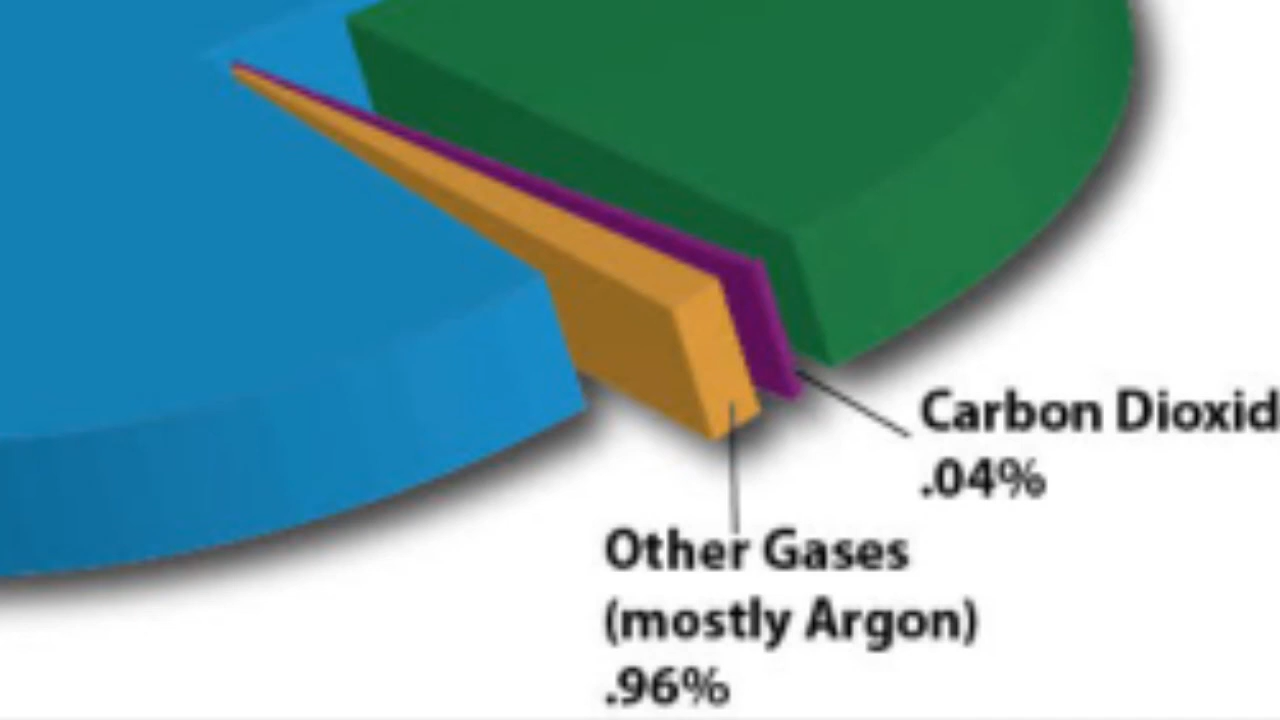 Carbon Dioxid
.04%
Other Gases
(mostly Argon)
.96%